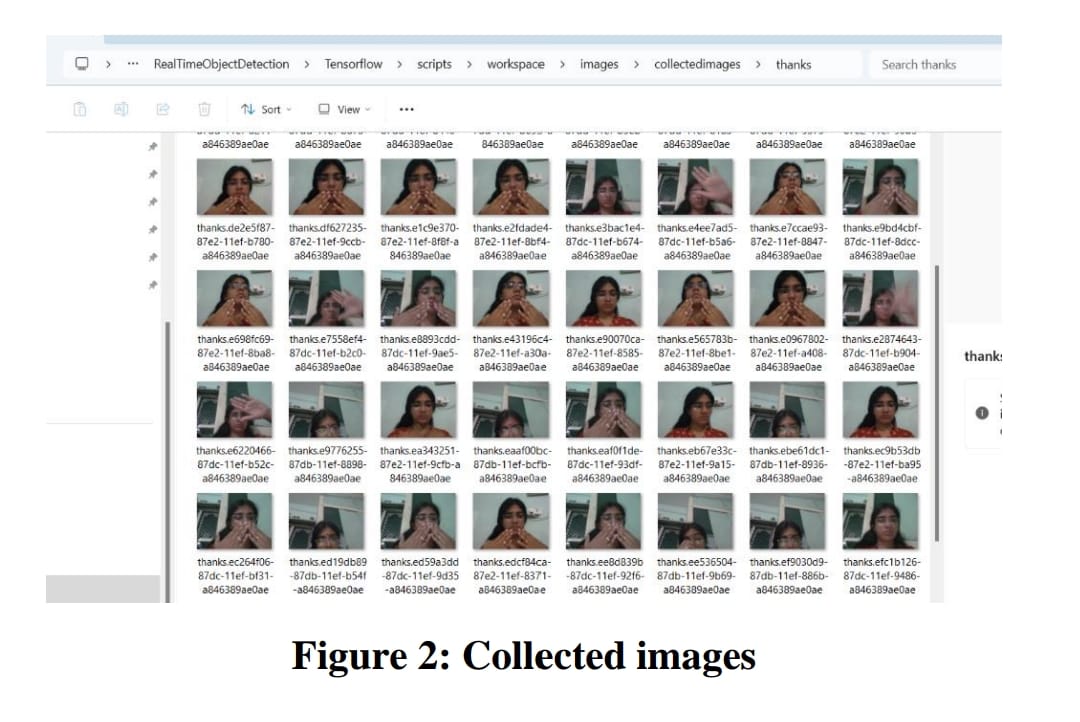 RealTimeObjectDetection > Tensorflow > scripts > workspace > images > collectedimages > thanks Search thanks
Sort View
a846389ae0ae a846389ae0ae a846389ae0ae 846389ae0ae a846389ae0ae a846389ae0ae a846389ae0ae a846389ae0ae
thanks.de2e5f87- thanks.df627235- thanks.e1c9e370- thanks.e2fdade4- thanks.e3bac1e4- thanks.e4ee7ad5- thanks.e7ccae93- thanks.e9bd4cbf-
87e2-11ef-b780- 87e2-11ef-9ccb- 87e2-11ef-8f8f-a 87e2-11ef-8bf4- 87dc-11ef-b674- 87dc-11ef-b5a6- 87e2-11ef-8847- 87dc-11ef-8dcc-
a846389ae0ae a846389ae0ae 846389ae0ae a846389ae0ae a846389ae0ae a846389ae0ae a846389ae0ae a846389ae0ae
thanks.e698fc69- thanks.e7558ef4- thanks.e8893cdd- thanks.e43196c4- thanks.e90070ca- thanks.e565783b- thanks.e0967802- thanks.e2874643-
87e2-11ef-8ba8- 87dc-11ef-b2c0- 87dc-11ef-9ae5- 87e2-11ef-a30a- 87e2-11ef-8585- 87e2-11ef-8be1- 87e2-11ef-a408- 87dc-11ef-b904-
a846389ae0ae a846389ae0ae a846389ae0ae a846389ae0ae a846389ae0ae a846389ae0ae a846389ae0ae a846389ae0ae
thanks
thanks.e6220466- thanks.e9776255- thanks.ea343251- thanks.eaaf00bc- thanks.eaf0f1de- thanks.eb67e33c- thanks.ebe61dc1- thanks.ec9b53db
87dc-11ef-b52c- 87db-11ef-8898- 87e2-11ef-9cfb-a 87db-11ef-bcfb- 87dc-11ef-93df- 87e2-11ef-9a15- 87db-11ef-8936- -87e2-11ef-ba95
a846389ae0ae a846389ae0ae 846389ae0ae a846389ae0ae a846389ae0ae a846389ae0ae a846389ae0ae -a846389ae0ae
thanks.ec264f06- thanks.ed19db89 thanks.ed59a3dd thanks.edcf84ca- thanks.ee8d839b thanks.ee536504- thanks.ef9030d9- thanks.efc1b126-
87dc-11ef-bf31- -87db-11ef-b54f -87dc-11ef-9d35 87e2-11ef-8371- -87dc-11ef-92f6- 87db-11ef-9b69- 87db-11ef-886b- 87dc-11ef-9486-
a846389ae0ae -a846389ae0ae -a846389ae0ae a846389ae0ae a846389ae0ae a846389ae0ae a846389ae0ae a846389ae0ae
Figure 2: Collected images